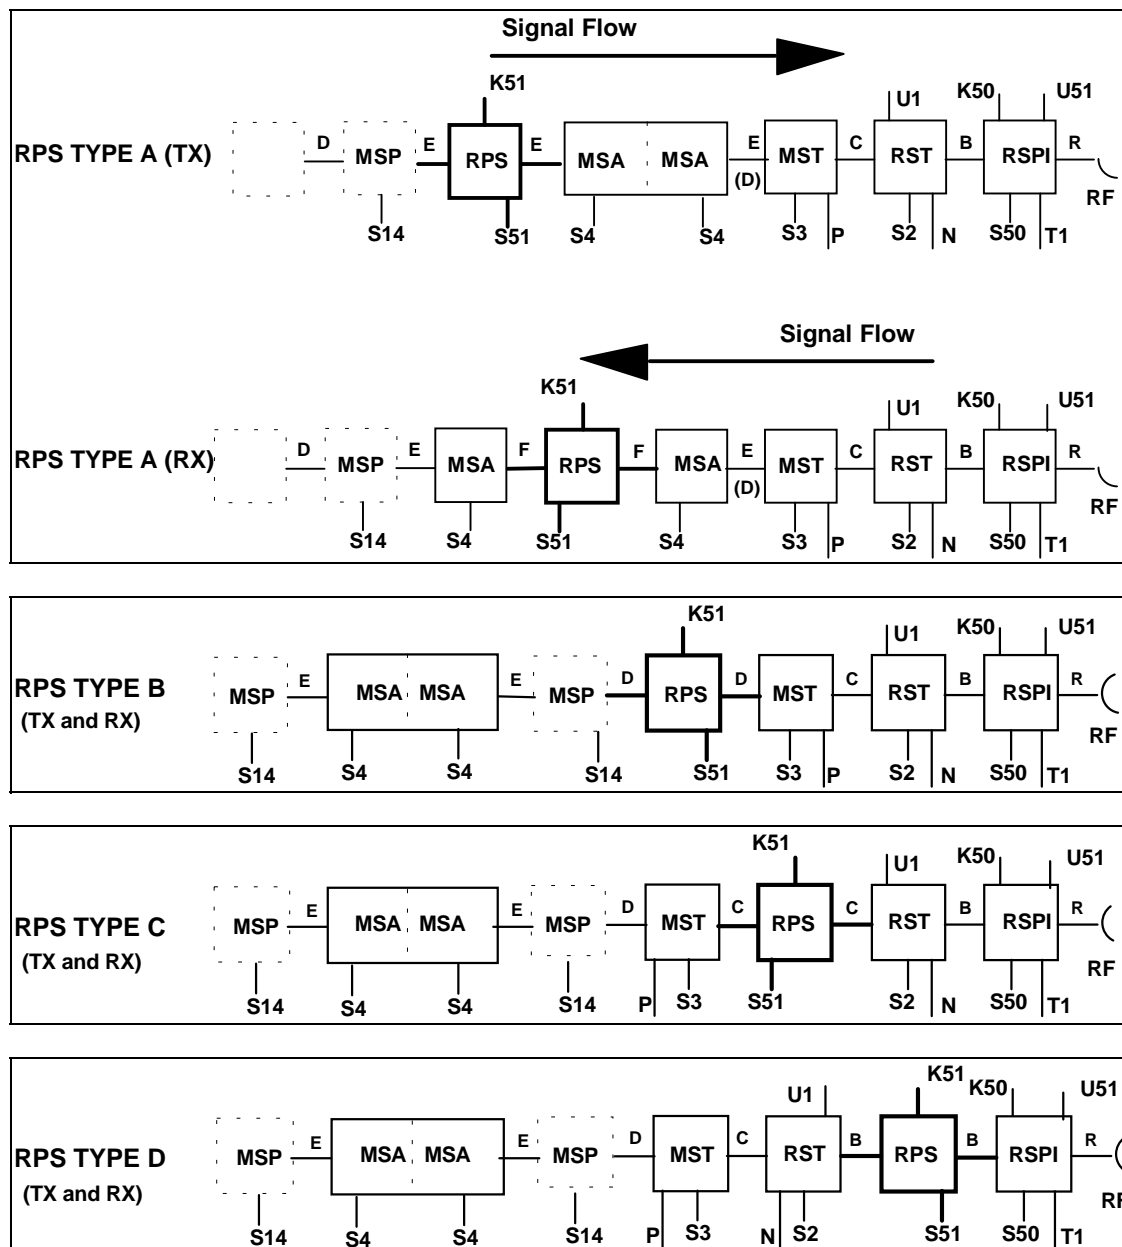 Signal Flow
K51 U1 K50 U51
RPS TYPE A (TX) D MSP E RPS E MSA MSA E (D) MST C RST B RSPI R RF
S14 S51 S4 S4 S3 P S2 N S50 T1
Signal Flow
K51 U1 K50 U51
RPS TYPE A (RX) D MSP E MSA F RPS F MSA E (D) MST C RST B RSPI R RF
S14 S4 S51 S4 S3 P S2 N S50 T1
K51 U1 K50 U51
RPS TYPE B MSP E MSA MSA E MSP D RPS D MST C RST B RSPI R
(TX and RX) RF
S14 S4 S4 S14 S51 S3 P S2 N S50 T1
K51 U1 K50 U51
RPS TYPE C MSP E MSA MSA E MSP D MST C RPS C RST B RSPI R
(TX and RX) RF
S14 S4 S4 S14 P S3 S51 S2 N S50 T1
U1 K51 K50 U51
RPS TYPE D MSP E MSA MSA E MSP D MST C RST B RPS B RSPI R
(TX and RX) RF
S14 S4 S4 S14 P S3 N S2 S51 S50 T1